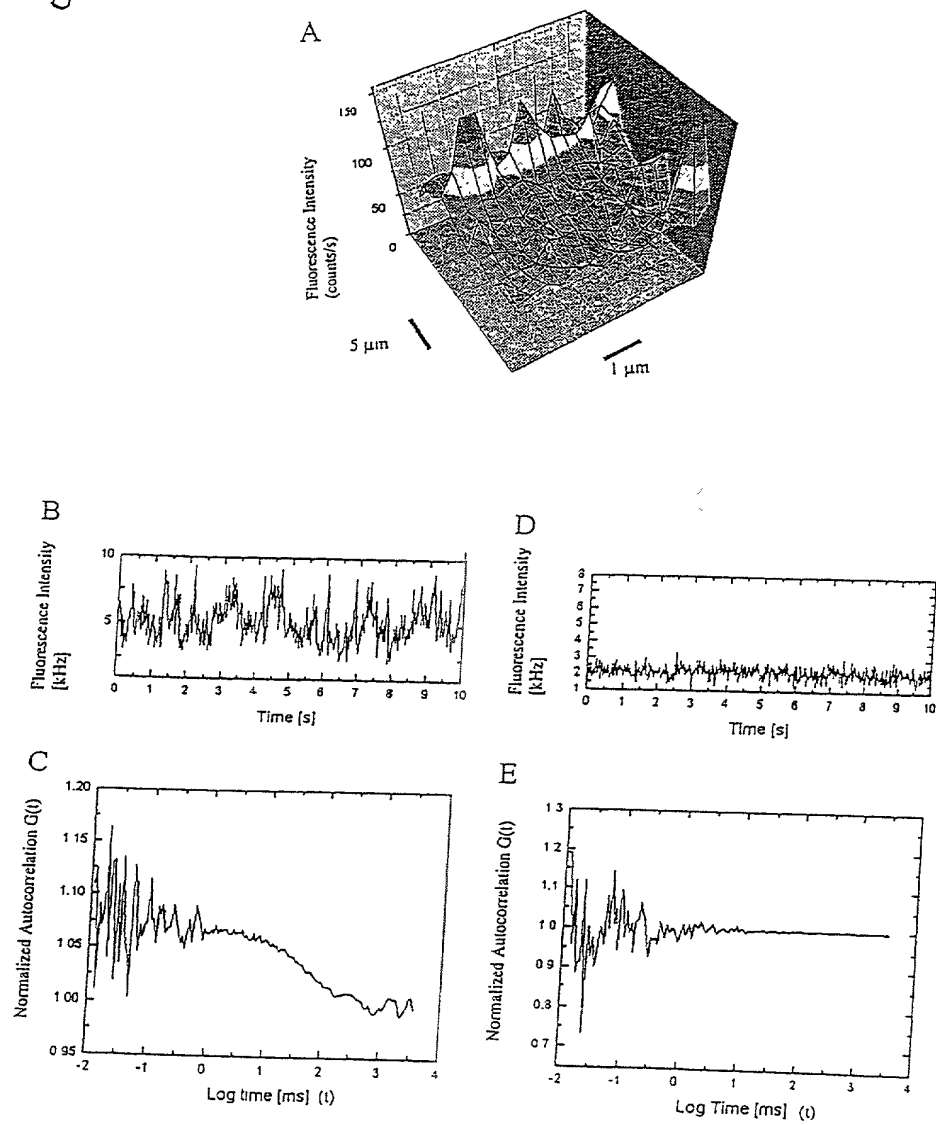 A
150
100
50
0
Fluorescence Intensity
(counts/s)
5 μm
1 μm
B
10
5
Fluorescence Intensity
[kHz]
0 1 2 3 4 5 6 7 8 9 10
Time [s]
D
8
7
6
5
4
3
2
1
Fluorescence Intensity
[kHz]
0 1 2 3 4 5 6 7 8 9 10
Time [s]
C
1.20
1.15
1.10
1.05
1 00
0 95
Normalized Autocorrelation G(t)
-2 -1 0 1 2 3 4
Log time [ms] (t)
E
1 3
1.2
1.1
1.0
0.9
0.8
0 7
Normalized Autocorrelation G(t)
-2 -1 0 1 2 3 4
Log Time [ms] (t)